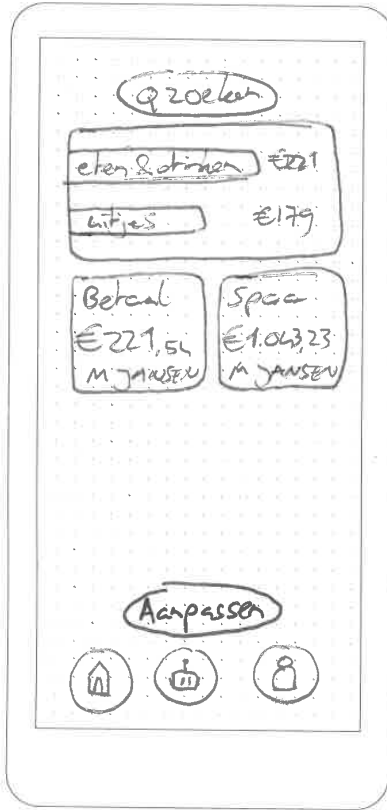 Q zoeken
eten & drinken €221
uitjes €179
Betaal Spaar
€221,54 €1.043,23
M JANSEN M JANSEN
Aanpassen